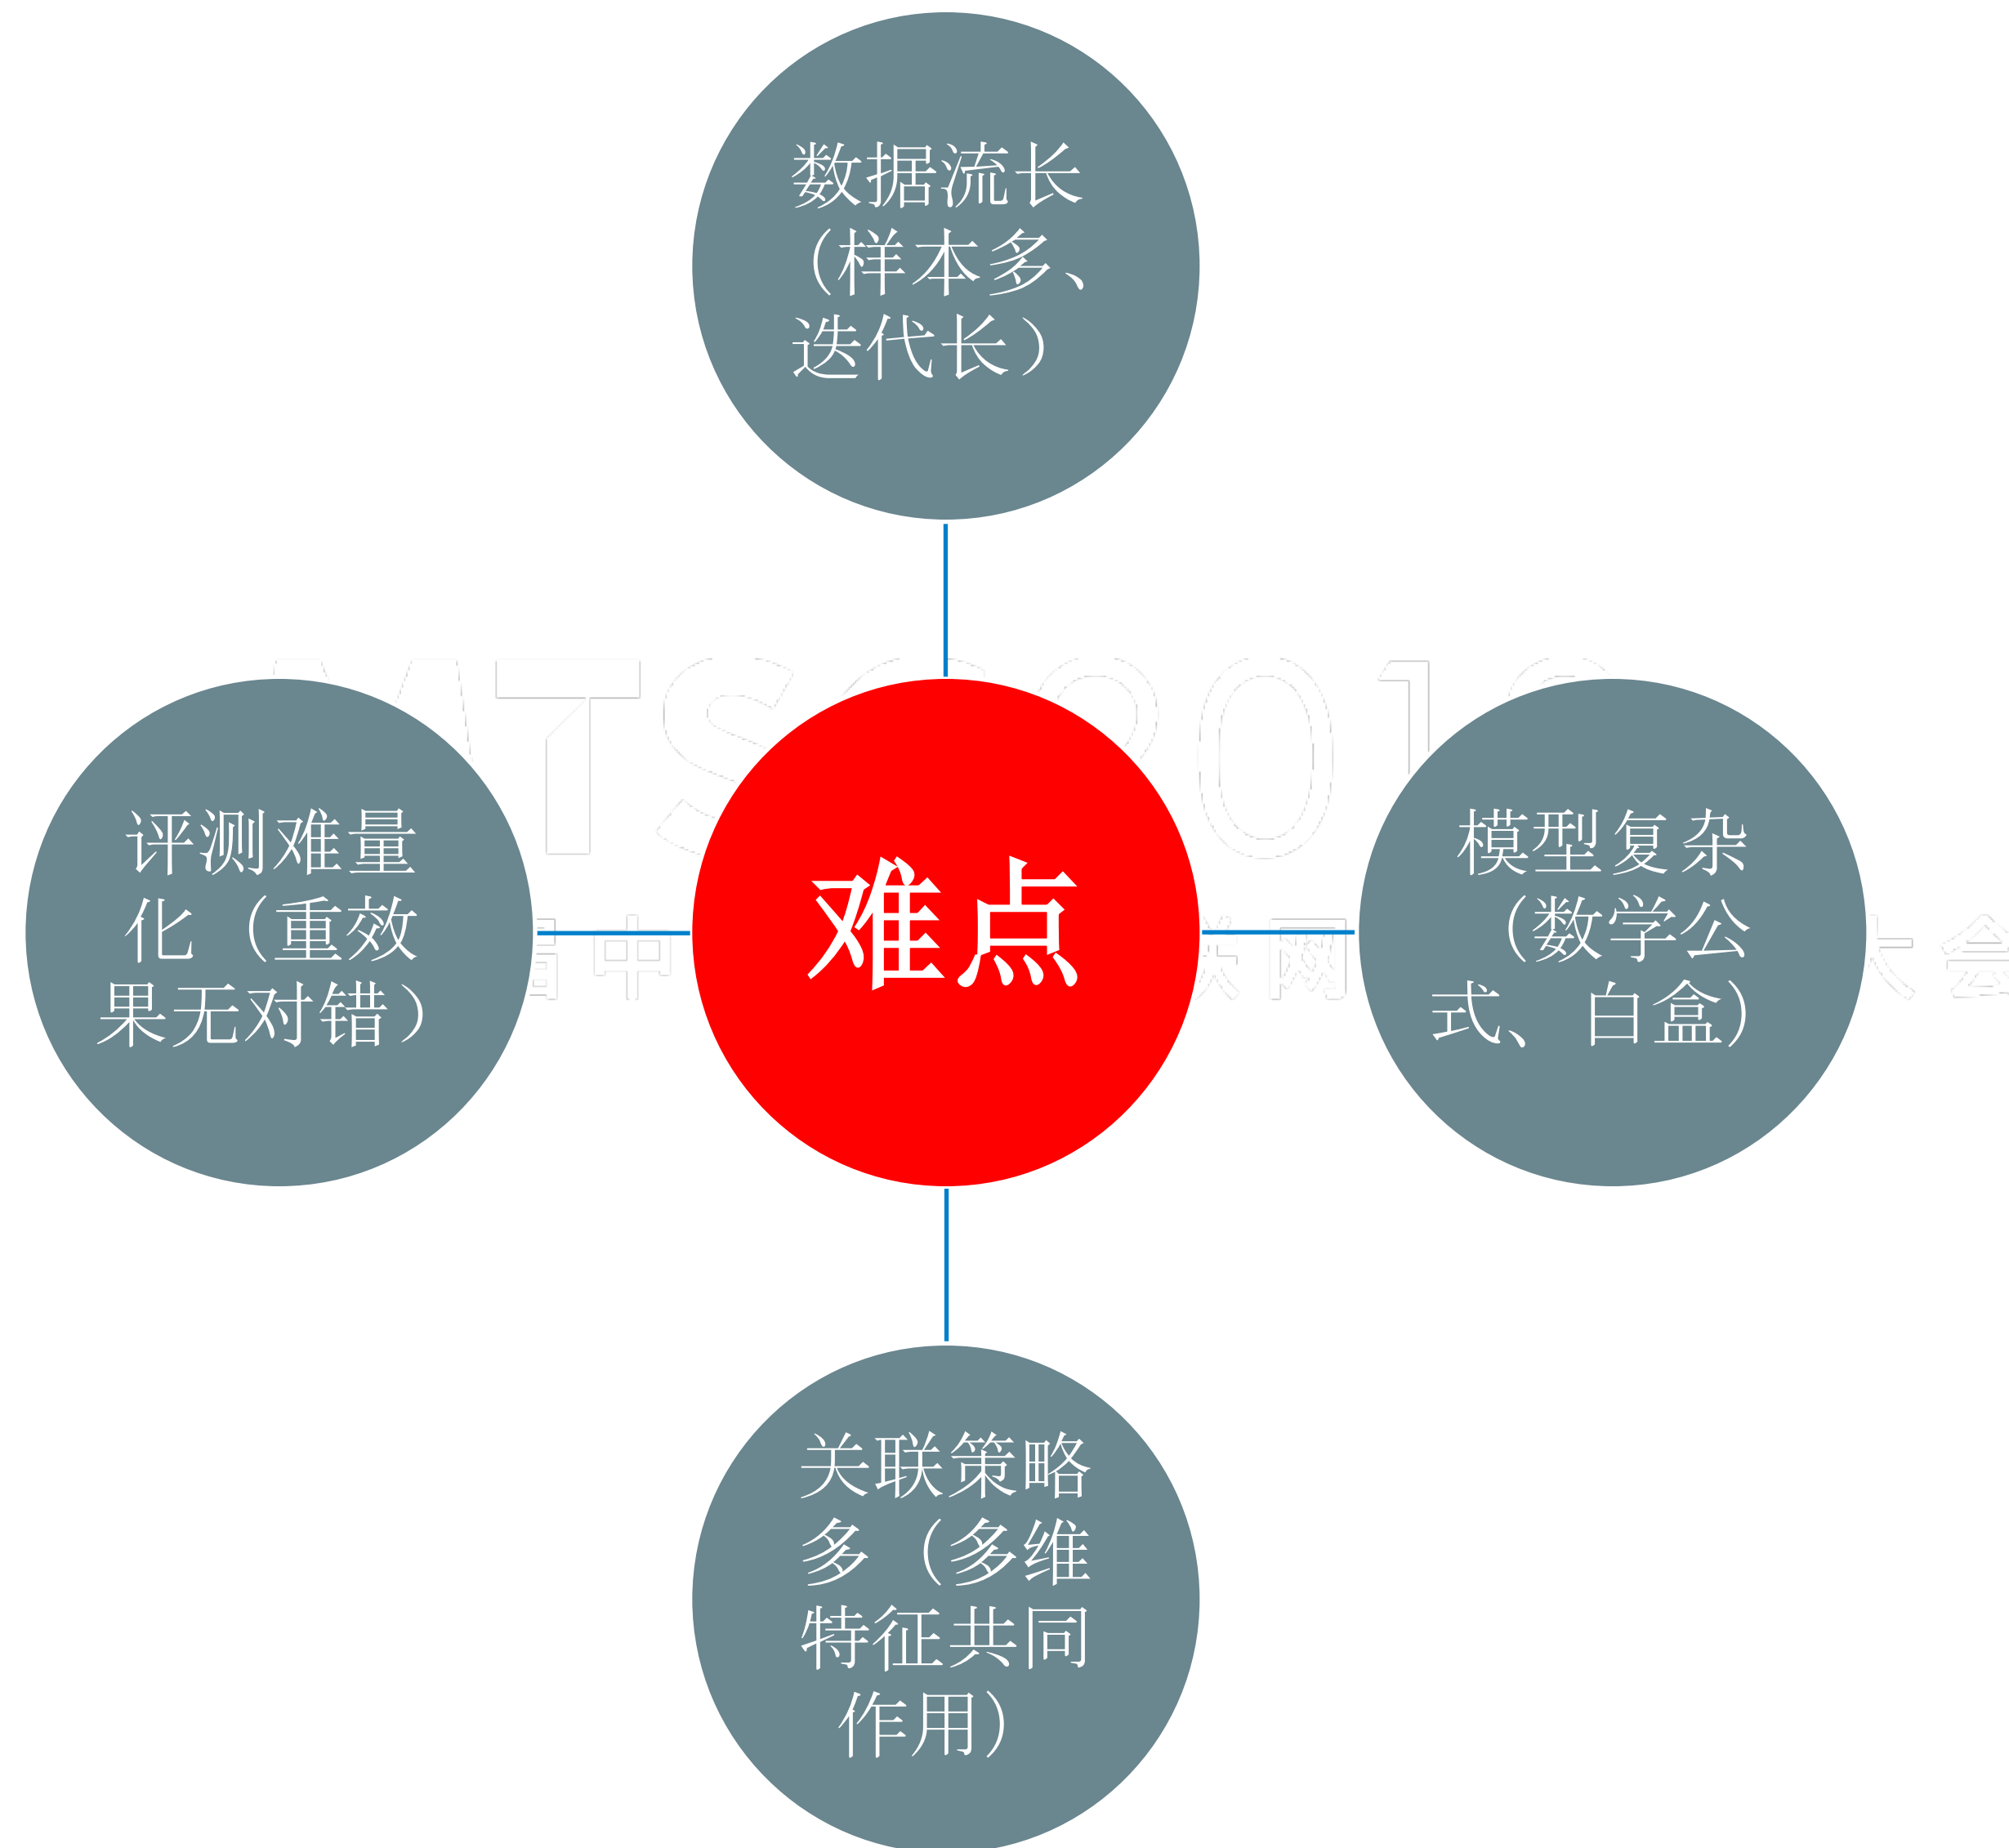 数据流长
(样本多、
迭代长）
误测难量
化（重放
果无对错）
难点
模型复杂
（数学公
式、白盒）
关联策略
多（多维
特征共同
作用）